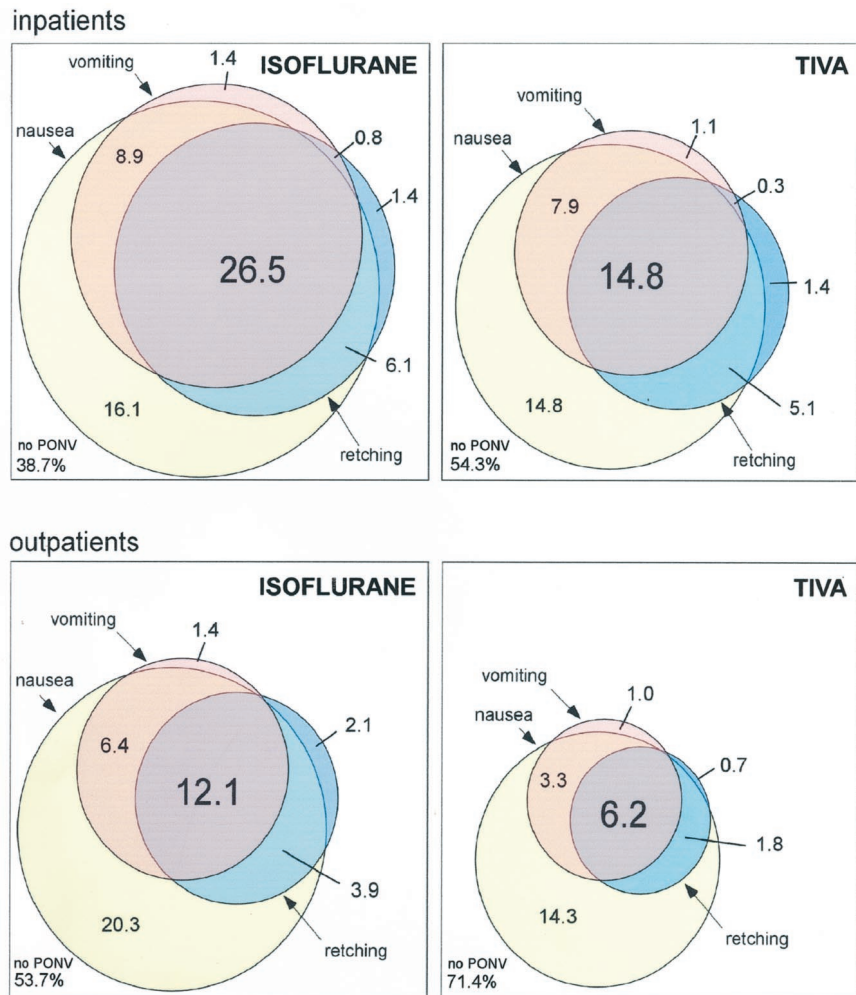 inpatients
ISOFLURANE
vomiting
1.4
nausea
0.8
8.9
1.4
26.5
6.1
16.1
no PONV
38.7%
retching
TIVA
vomiting
1.1
nausea
0.3
7.9
14.8
1.4
14.8
5.1
no PONV
54.3%
retching
outpatients
ISOFLURANE
vomiting
1.4
nausea
2.1
6.4
12.1
3.9
20.3
retching
no PONV
53.7%
TIVA
vomiting
1.0
nausea
0.7
3.3
6.2
1.8
14.3
retching
no PONV
71.4%